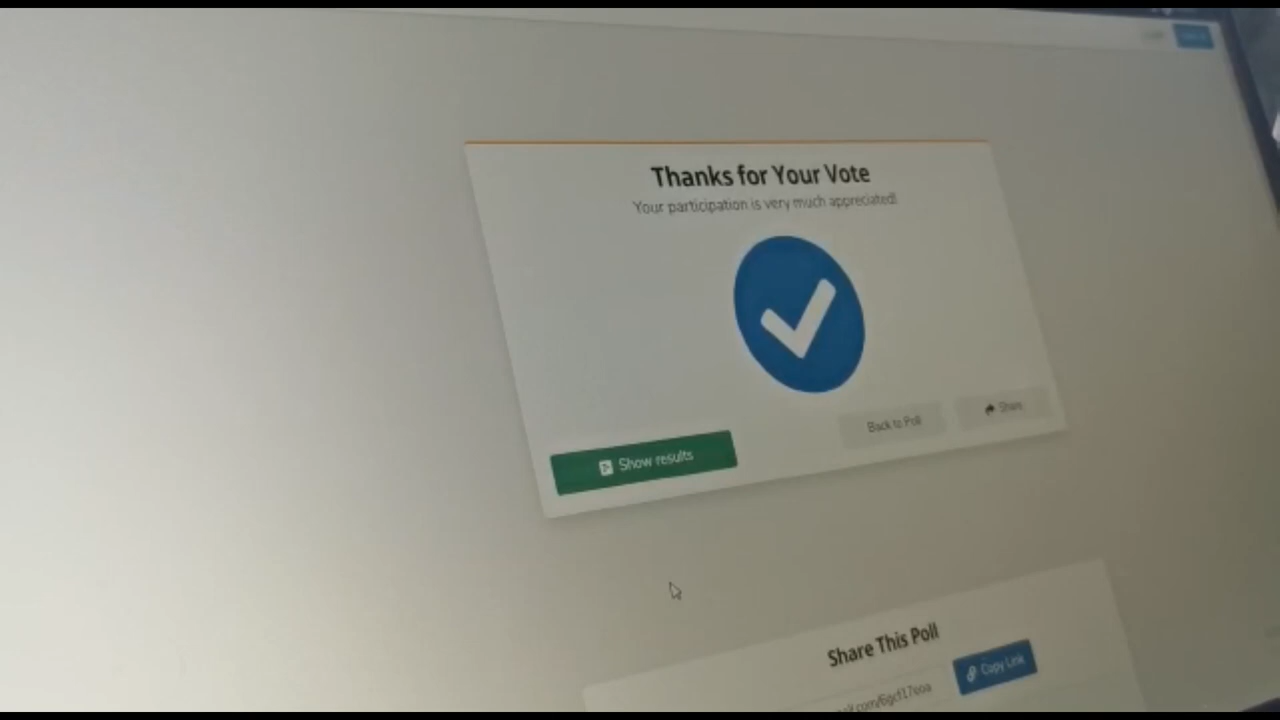 Thanks for Your Vote
Your participation is very much appreciated!
Show results
Back to Poll
Share
Share This Poll
Copy Link